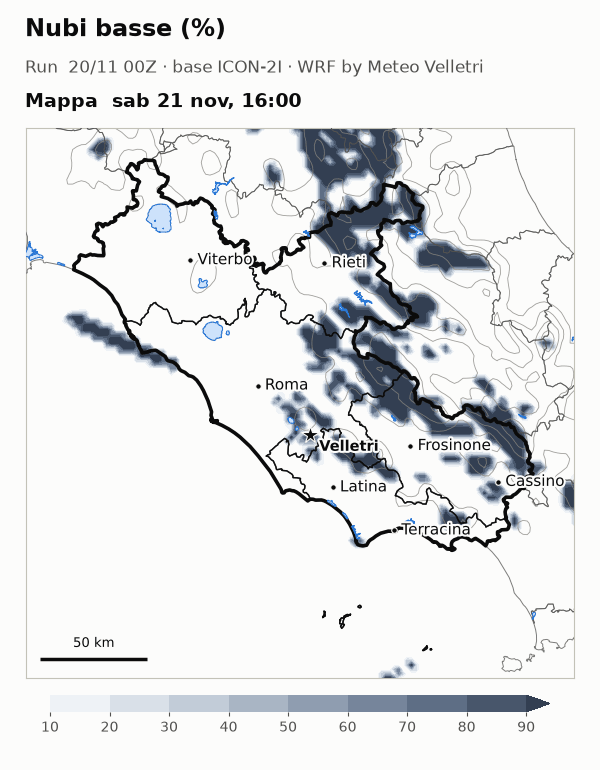 Nubi basse (%)
Run 20/11 00Z · base ICON-2I · WRF by Meteo Velletri
Mappa sab 21 nov, 16:00
Viterbo
Rieti
Roma
Velletri
Frosinone
Latina
Cassino
Terracina
50 km
10 20 30 40 50 60 70 80 90